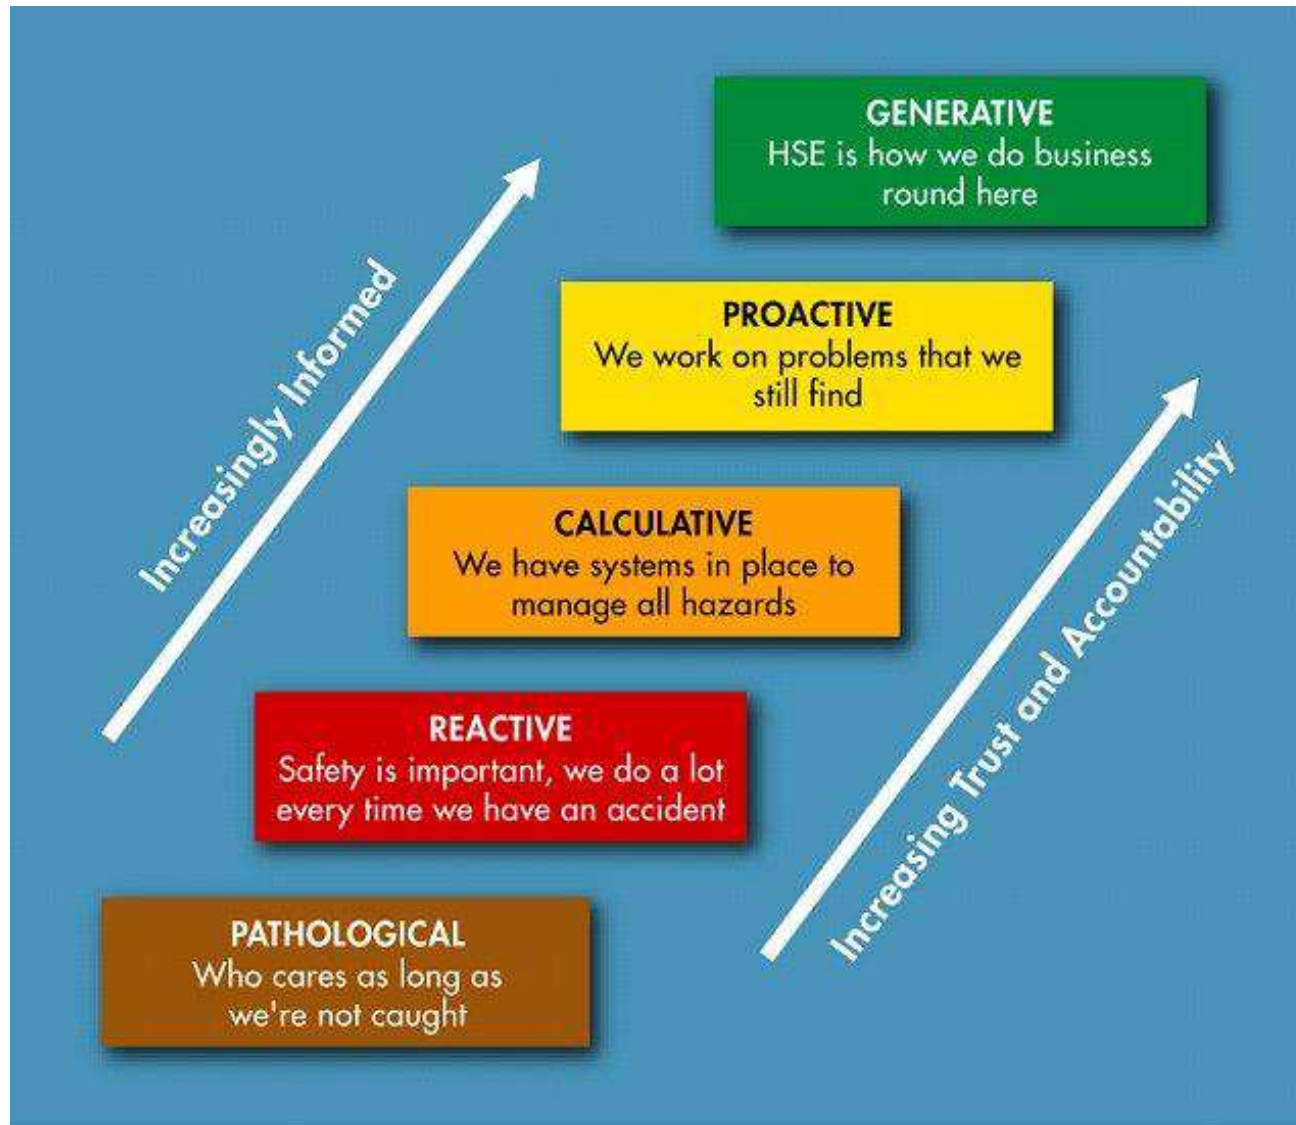 GENERATIVE
HSE is how we do business
round here
PROACTIVE
We work on problems that we
still find
Increasingly Informed
CALCULATIVE
We have systems in place to
manage all hazards
Increasing Trust and Accountability
REACTIVE
Safety is important, we do a lot
every time we have an accident
PATHOLOGICAL
Who cares as long as
we're not caught